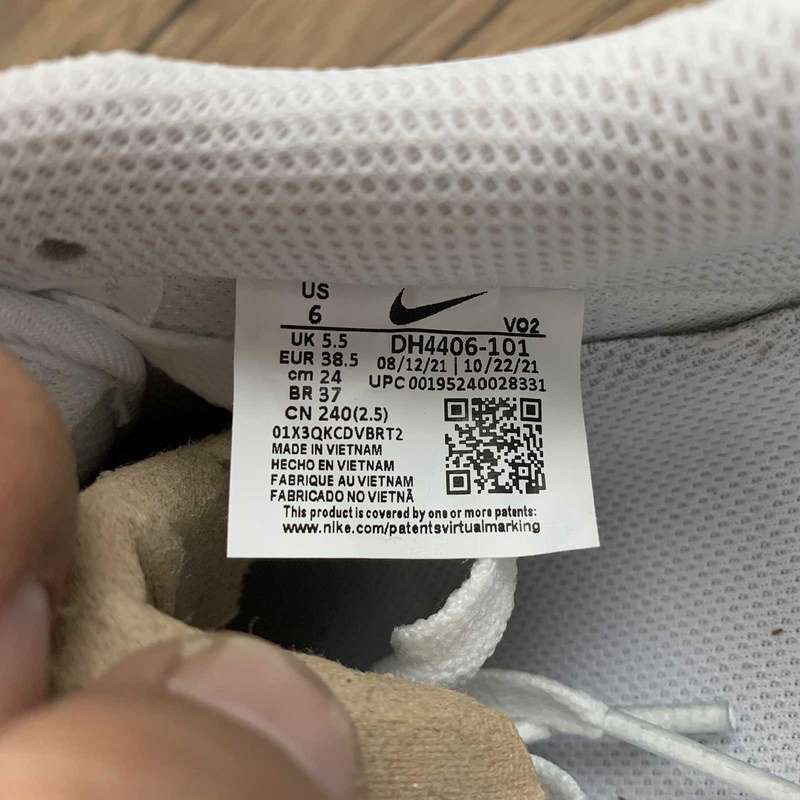 US
6
VO2
UK 5.5
EUR 38.5
cm 24
BR 37
CN 240(2.5)
DH4406-101
08/12/21 | 10/22/21
UPC 00195240028331
01X3QKCDVBRT2
MADE IN VIETNAM
HECHO EN VIETNAM
FABRIQUE AU VIETNAM
FABRICADO NO VIETNÃ
This product is covered by one or more patents:
www.nike.com/patentsvirtualmarking